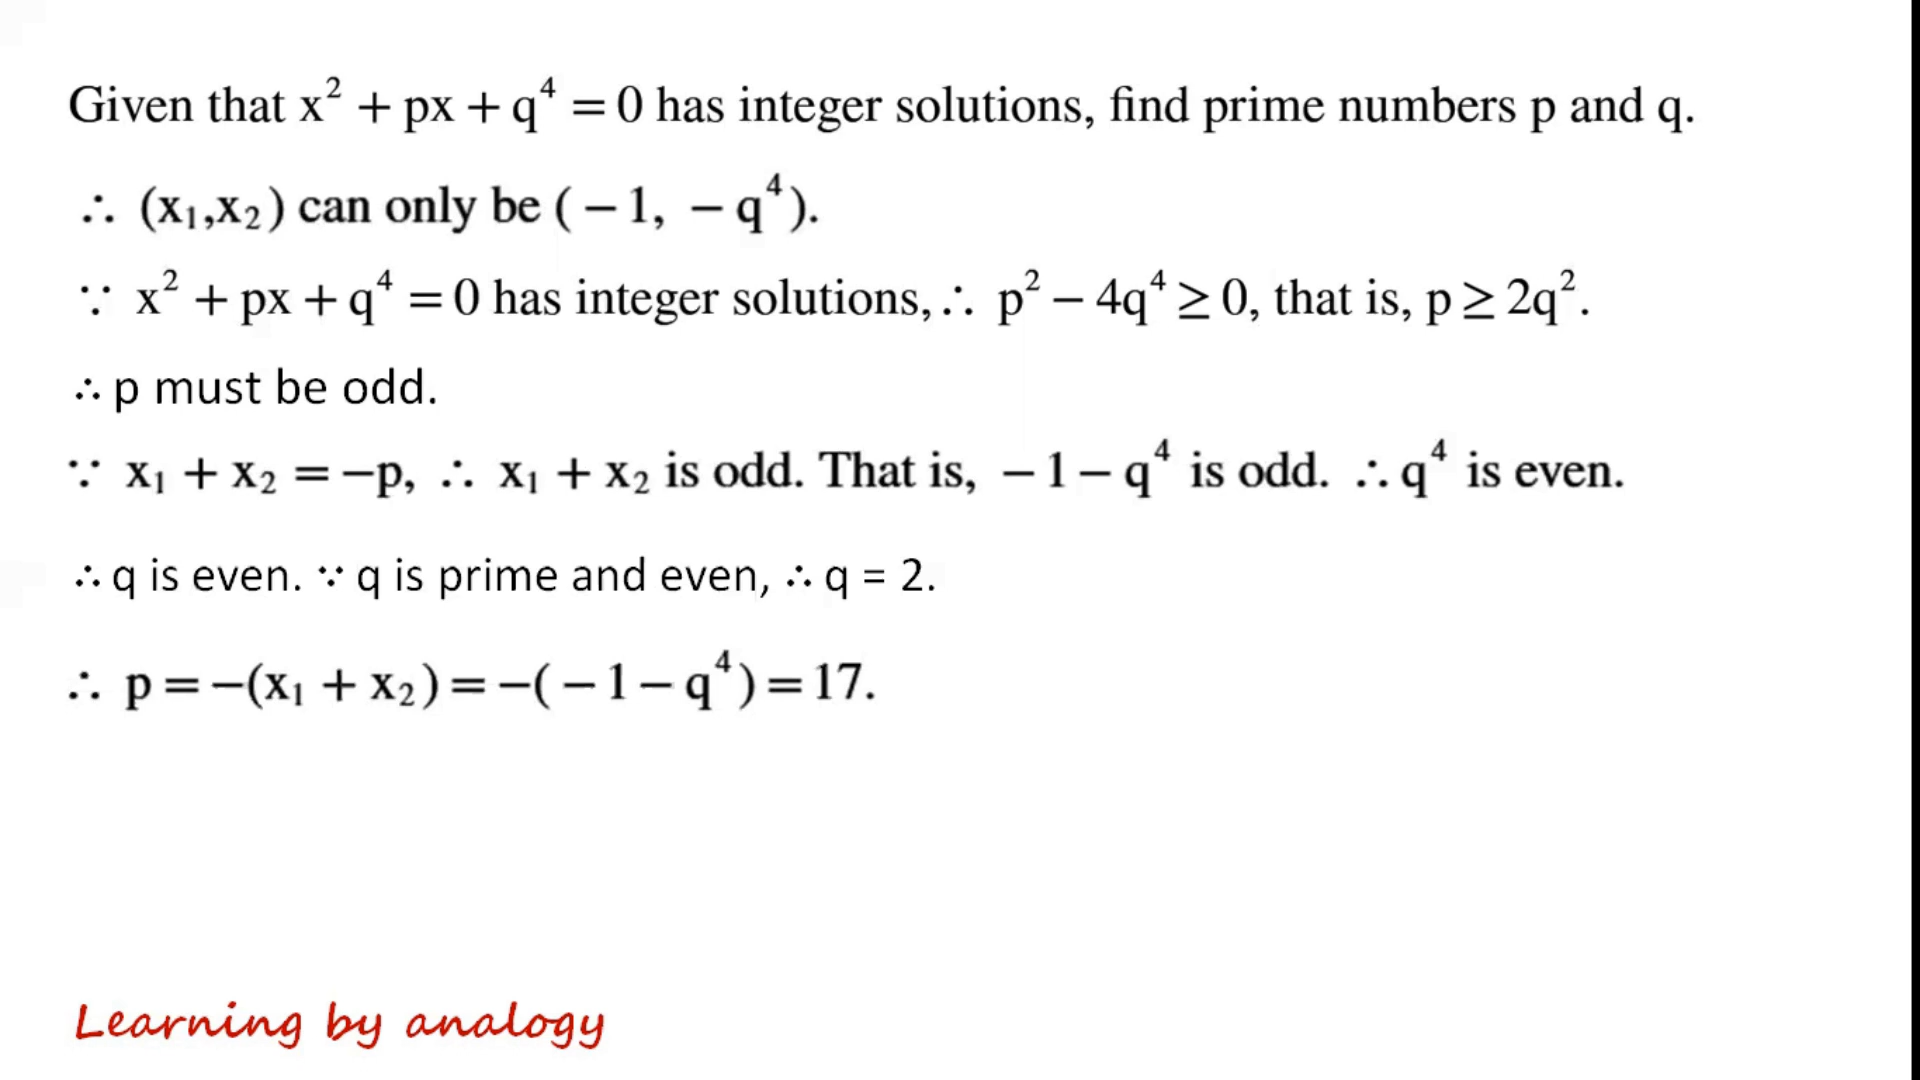 Given that x² + px + q⁴ = 0 has integer solutions, find prime numbers p and q.
∴ (x₁,x₂) can only be (−1, −q⁴).
∵ x² + px + q⁴ = 0 has integer solutions, ∴ p² − 4q⁴ ≥ 0, that is, p ≥ 2q².
∴ p must be odd.
∵ x₁ + x₂ = −p, ∴ x₁ + x₂ is odd. That is, −1 − q⁴ is odd. ∴ q⁴ is even.
∴ q is even. ∵ q is prime and even, ∴ q = 2.
∴ p = −(x₁ + x₂) = −(−1 − q⁴) = 17.
Learning by analogy